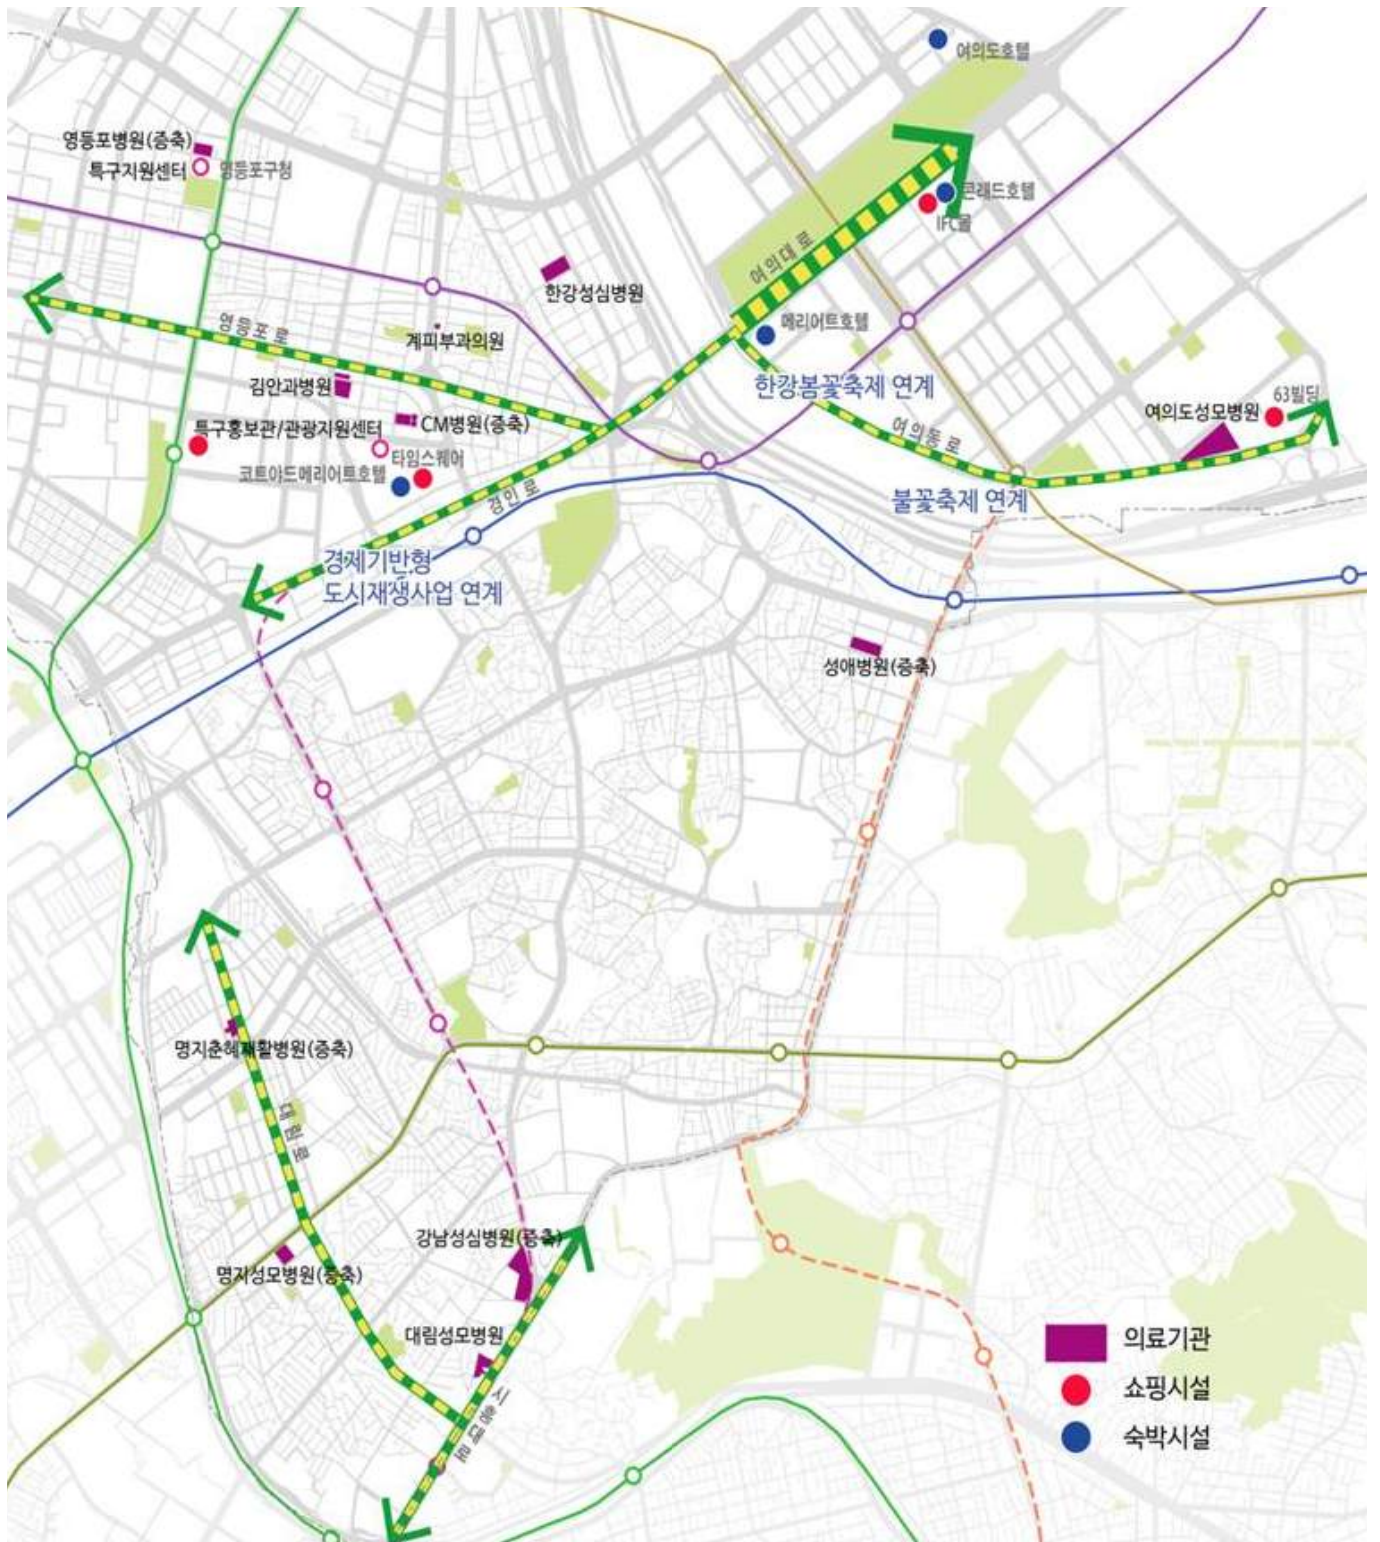 여의도호텔
영등포병원(증축)
특구지원센터
영등포구청
콘래드호텔
IFC몰
여의대로
한강성심병원
영등포로
메리어트호텔
계피부과의원
김안과병원
한강봄꽃축제 연계
63빌딩
여의도성모병원
특구홍보관/관광지원센터
CM병원(증축)
여의동로
타임스퀘어
코트야드메리어트호텔
경인로
불꽃축제 연계
경제기반형
도시재생사업 연계
성애병원(증축)
명지춘혜재활병원(증축)
대림로
강남성심병원(증축)
명지성모병원(증축)
대림성모병원
시흥대로
의료기관
쇼핑시설
숙박시설